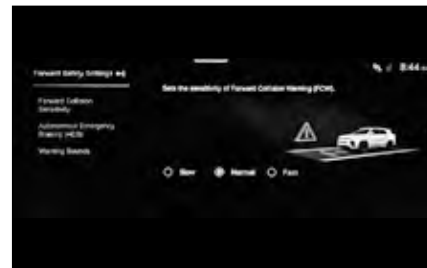 Forward Safety Settings
8:44
Sets the sensitivity of Forward Collision Warning (FCW).
Forward Collision
Sensitivity
Autonomous Emergency
Braking (AEB)
Warning Sounds
Slow
Normal
Fast